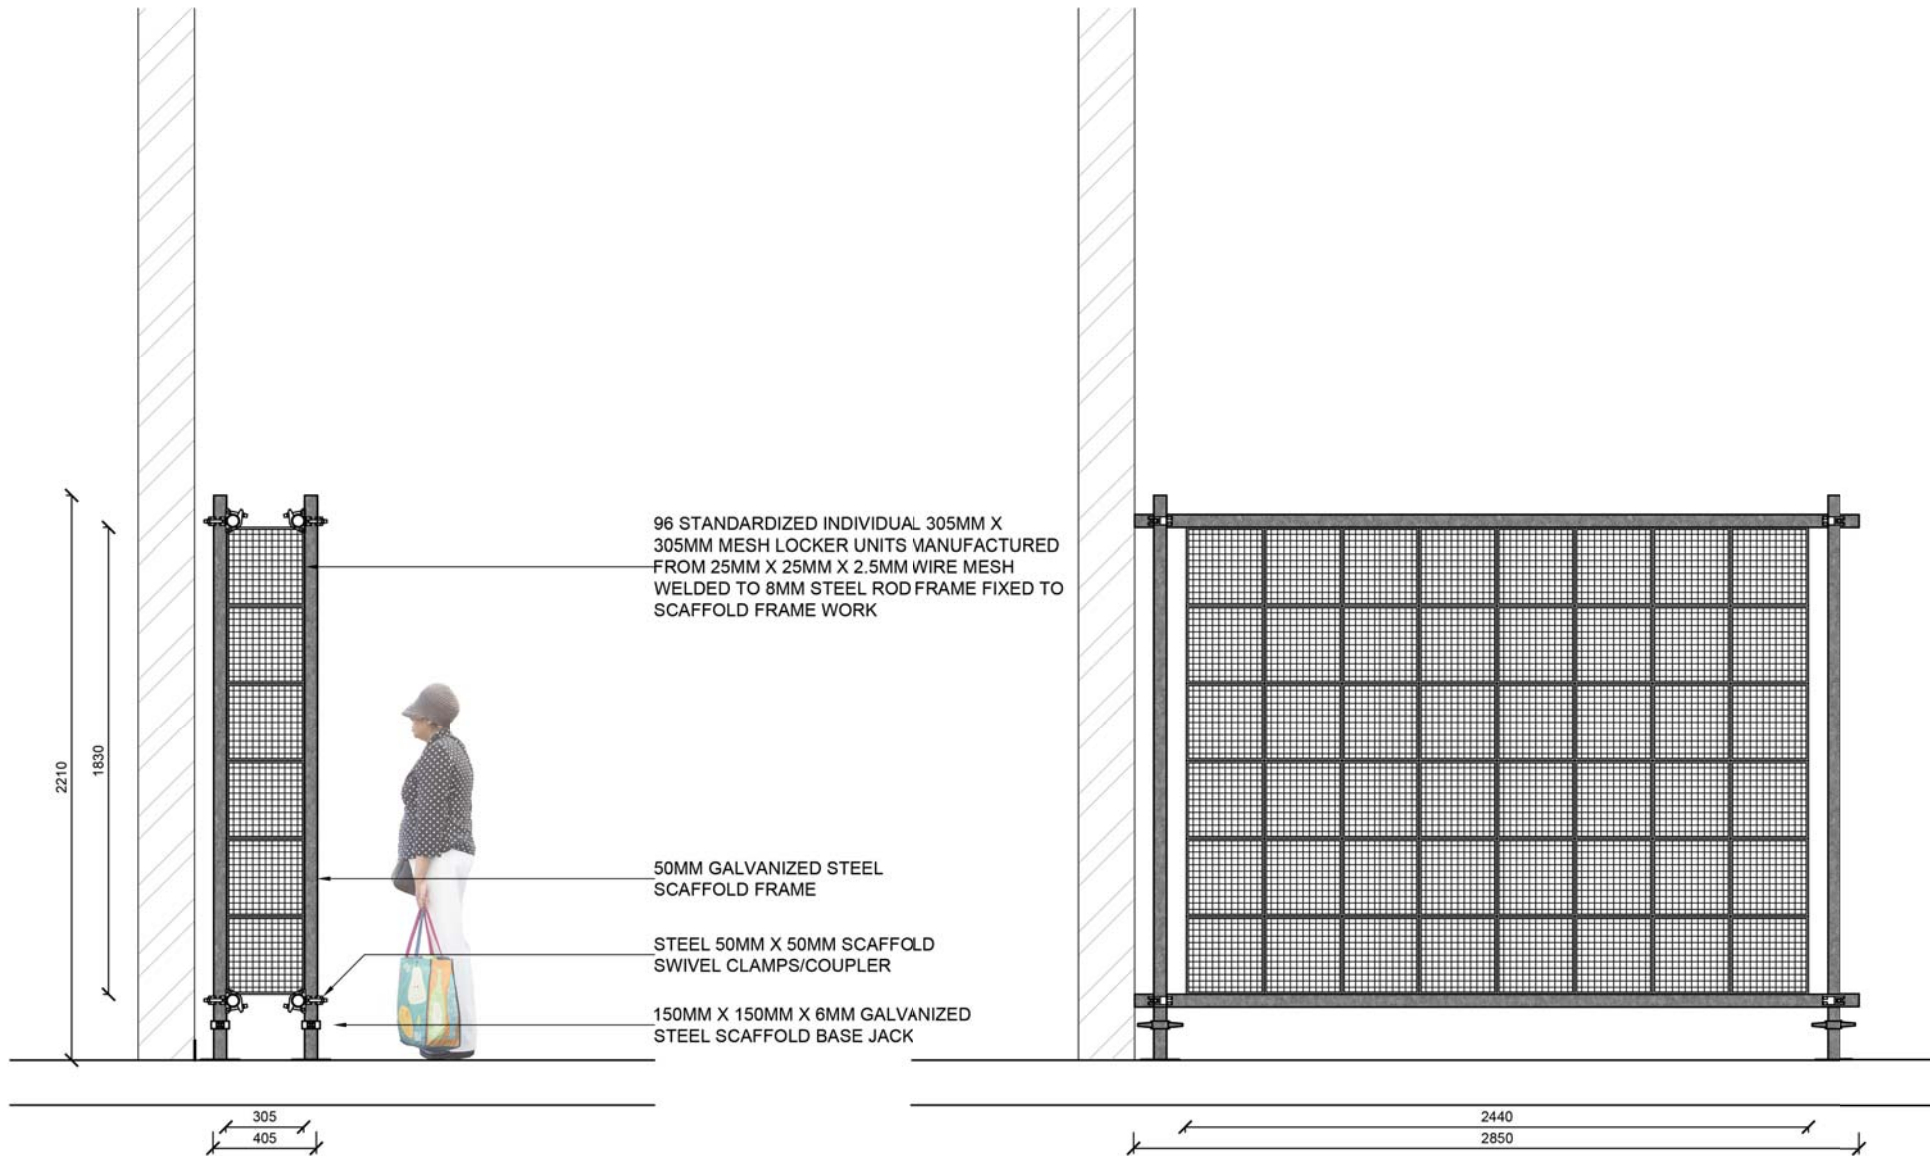 96 STANDARDIZED INDIVIDUAL 305MM X
305MM MESH LOCKER UNITS MANUFACTURED
FROM 25MM X 25MM X 2.5MM WIRE MESH
WELDED TO 8MM STEEL ROD FRAME FIXED TO
SCAFFOLD FRAME WORK
2210
1830
50MM GALVANIZED STEEL
SCAFFOLD FRAME
STEEL 50MM X 50MM SCAFFOLD
SWIVEL CLAMPS/COUPLER
150MM X 150MM X 6MM GALVANIZED
STEEL SCAFFOLD BASE JACK
305
405
2440
2850